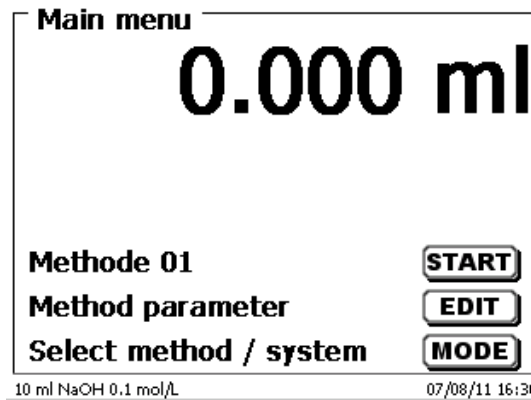 Main menu
0.000 ml
Methode 01 START
Method parameter EDIT
Select method / system MODE
10 ml NaOH 0.1 mol/L 07/08/11 16:30